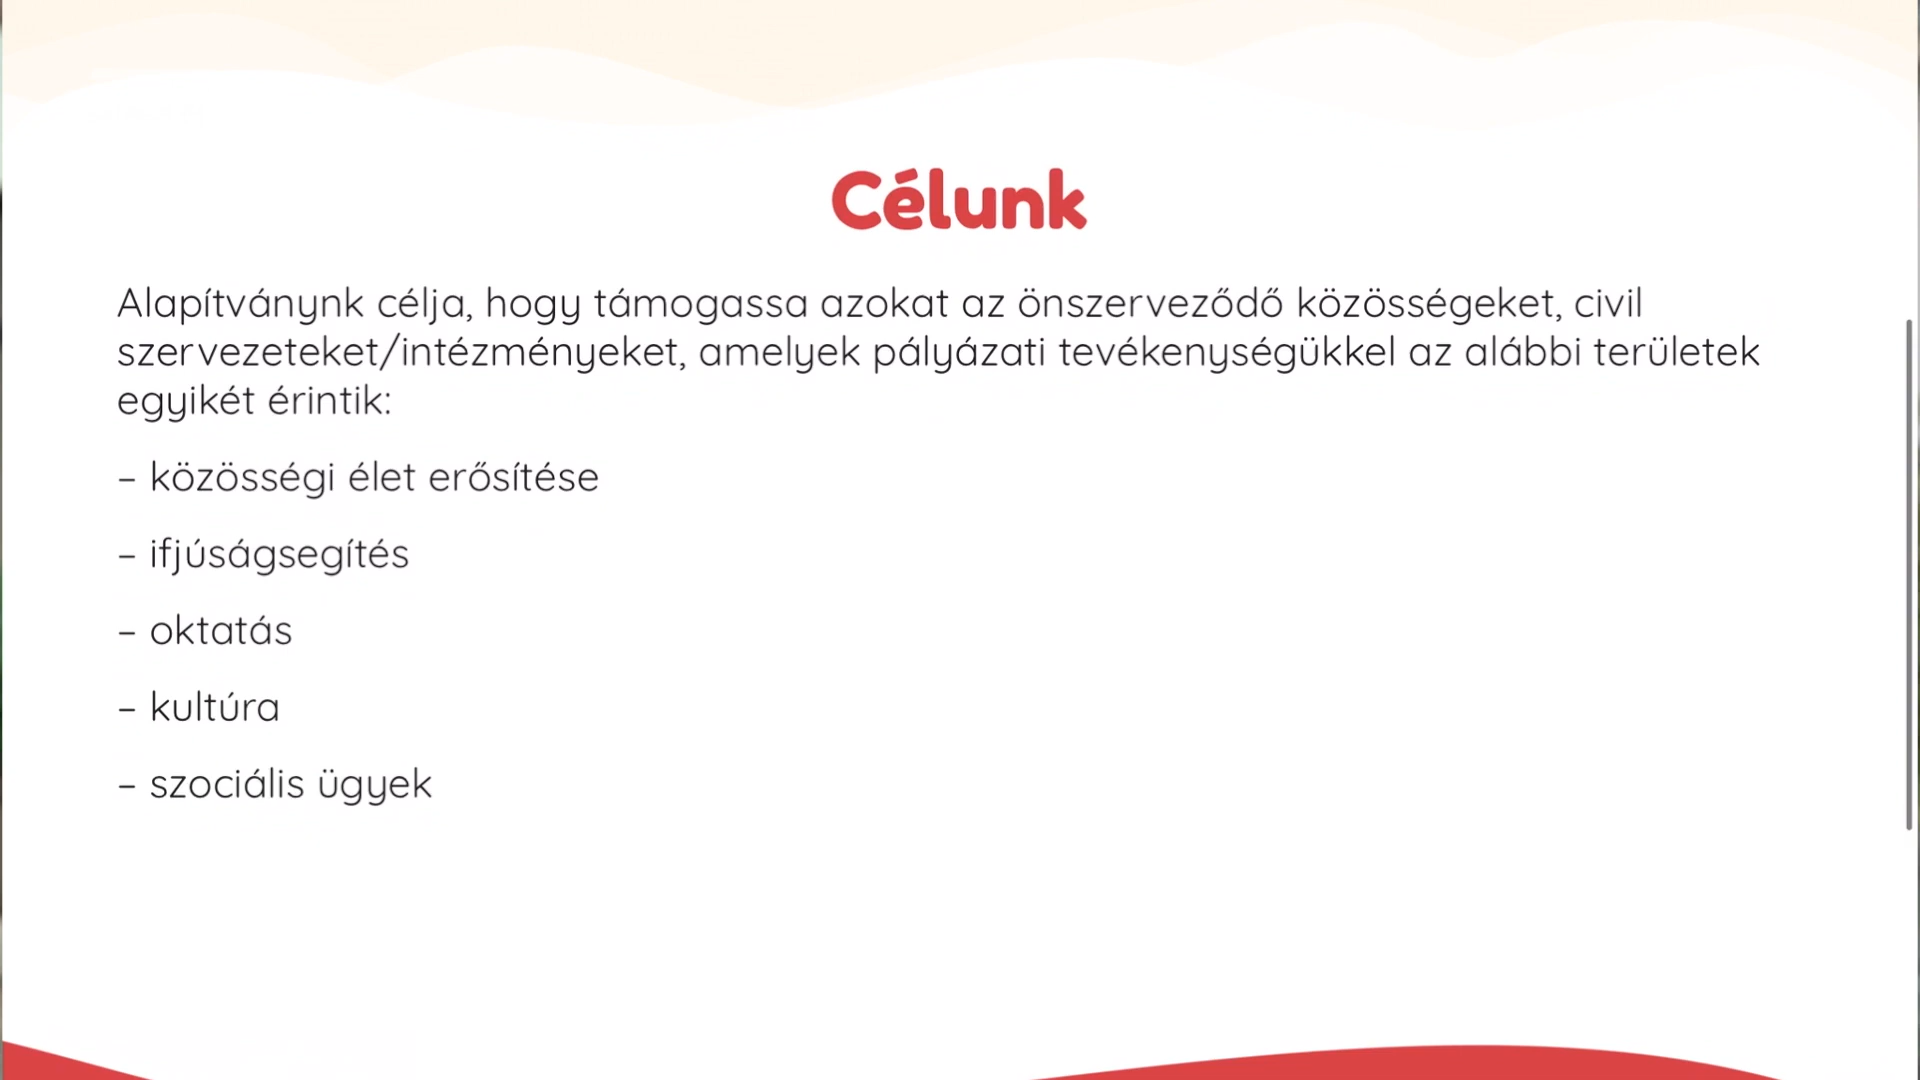 Célunk
Alapítványnk célja, hogy támogassa azokat az önszerveződő közösségeket, civil
szervezeteket/intézményeket, amelyek pályázati tevékenységükkel az alábbi területek
egyikét érintik:
– közösségi élet erősítése
– ifjúságsegítés
– oktatás
– kultúra
– szociális ügyek